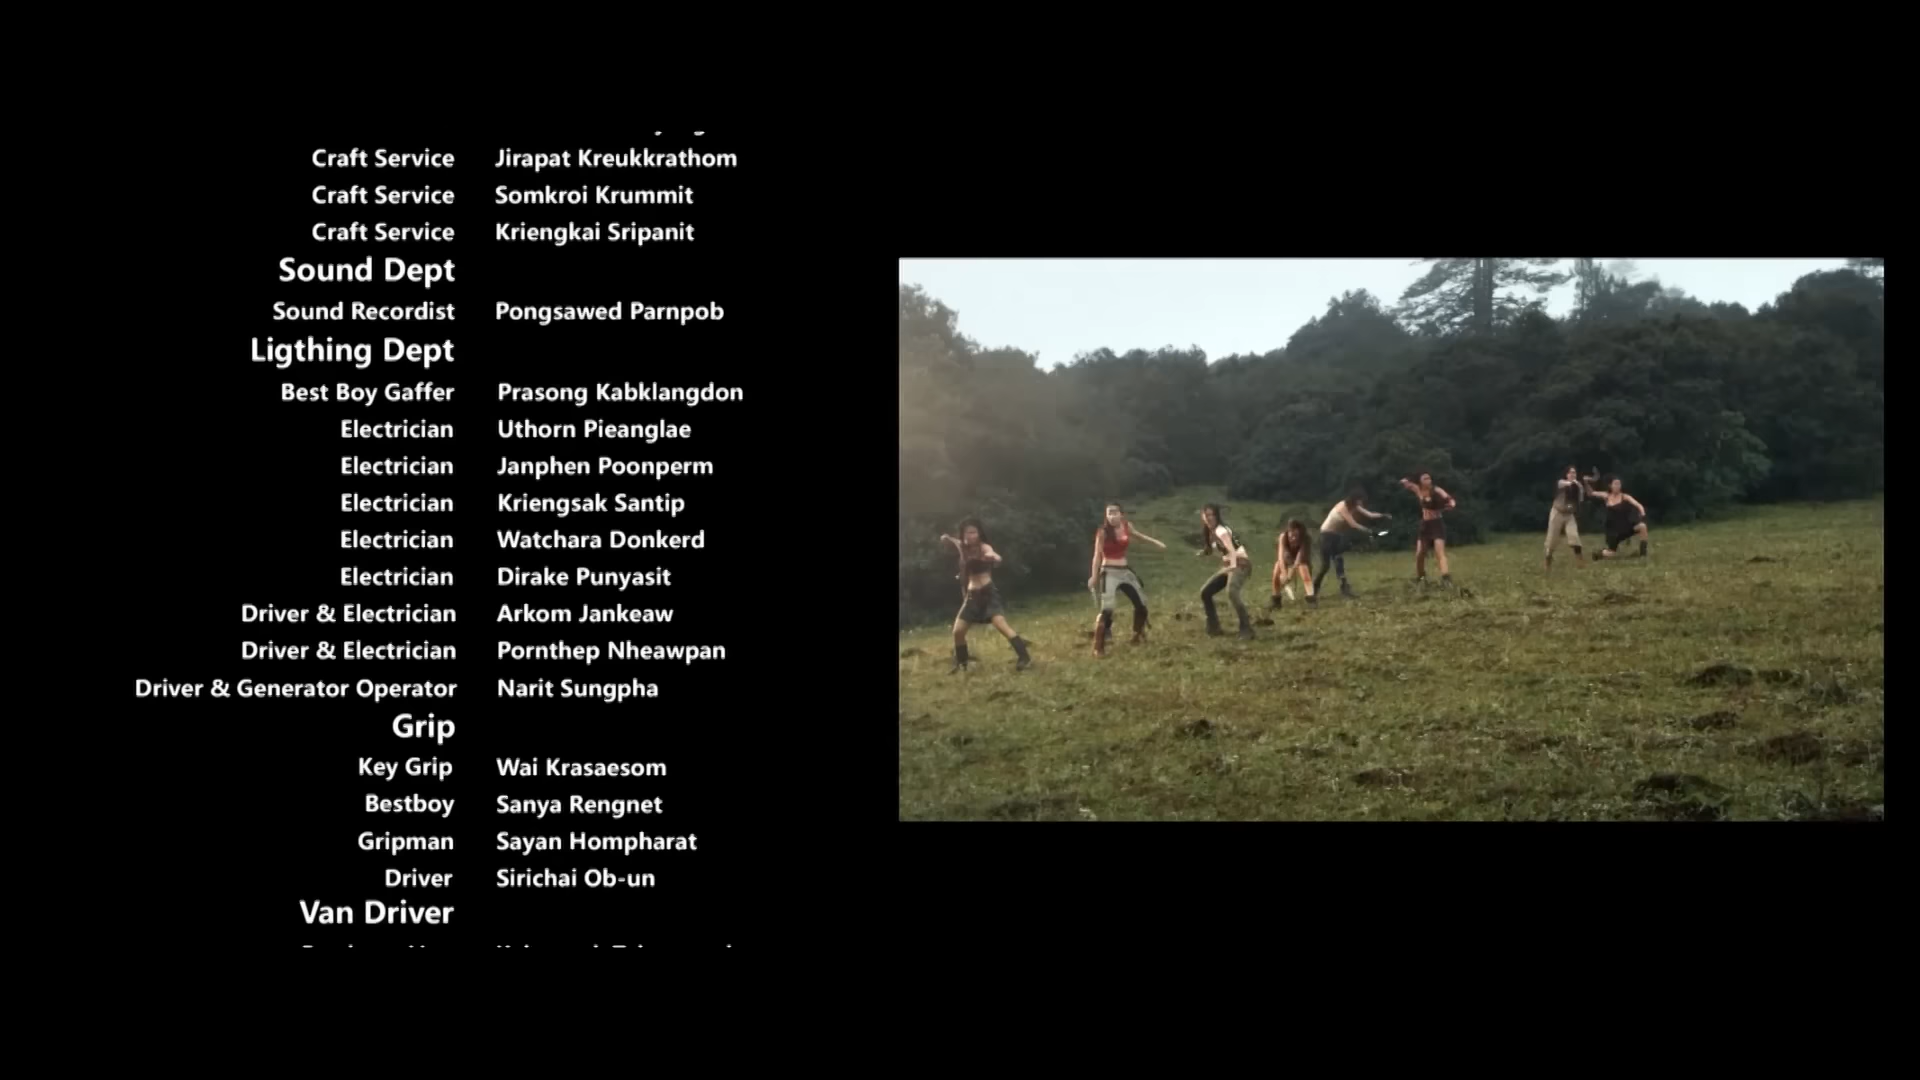 Craft Service Jirapat Kreukkrathom
Craft Service Somkroi Krummit
Craft Service Kriengkai Sripanit
Sound Dept
Sound Recordist Pongsawed Parnpob
Ligthing Dept
Best Boy Gaffer Prasong Kabklangdon
Electrician Uthorn Pieanglae
Electrician Janphen Poonperm
Electrician Kriengsak Santip
Electrician Watchara Donkerd
Electrician Dirake Punyasit
Driver & Electrician Arkom Jankeaw
Driver & Electrician Pornthep Nheawpan
Driver & Generator Operator Narit Sungpha
Grip
Key Grip Wai Krasaesom
Bestboy Sanya Rengnet
Gripman Sayan Hompharat
Driver Sirichai Ob-un
Van Driver